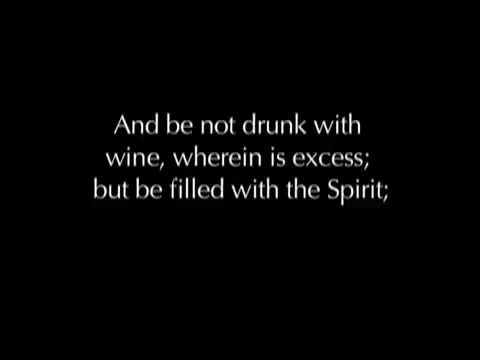 And be not drunk with
wine, wherein is excess;
but be filled with the Spirit;